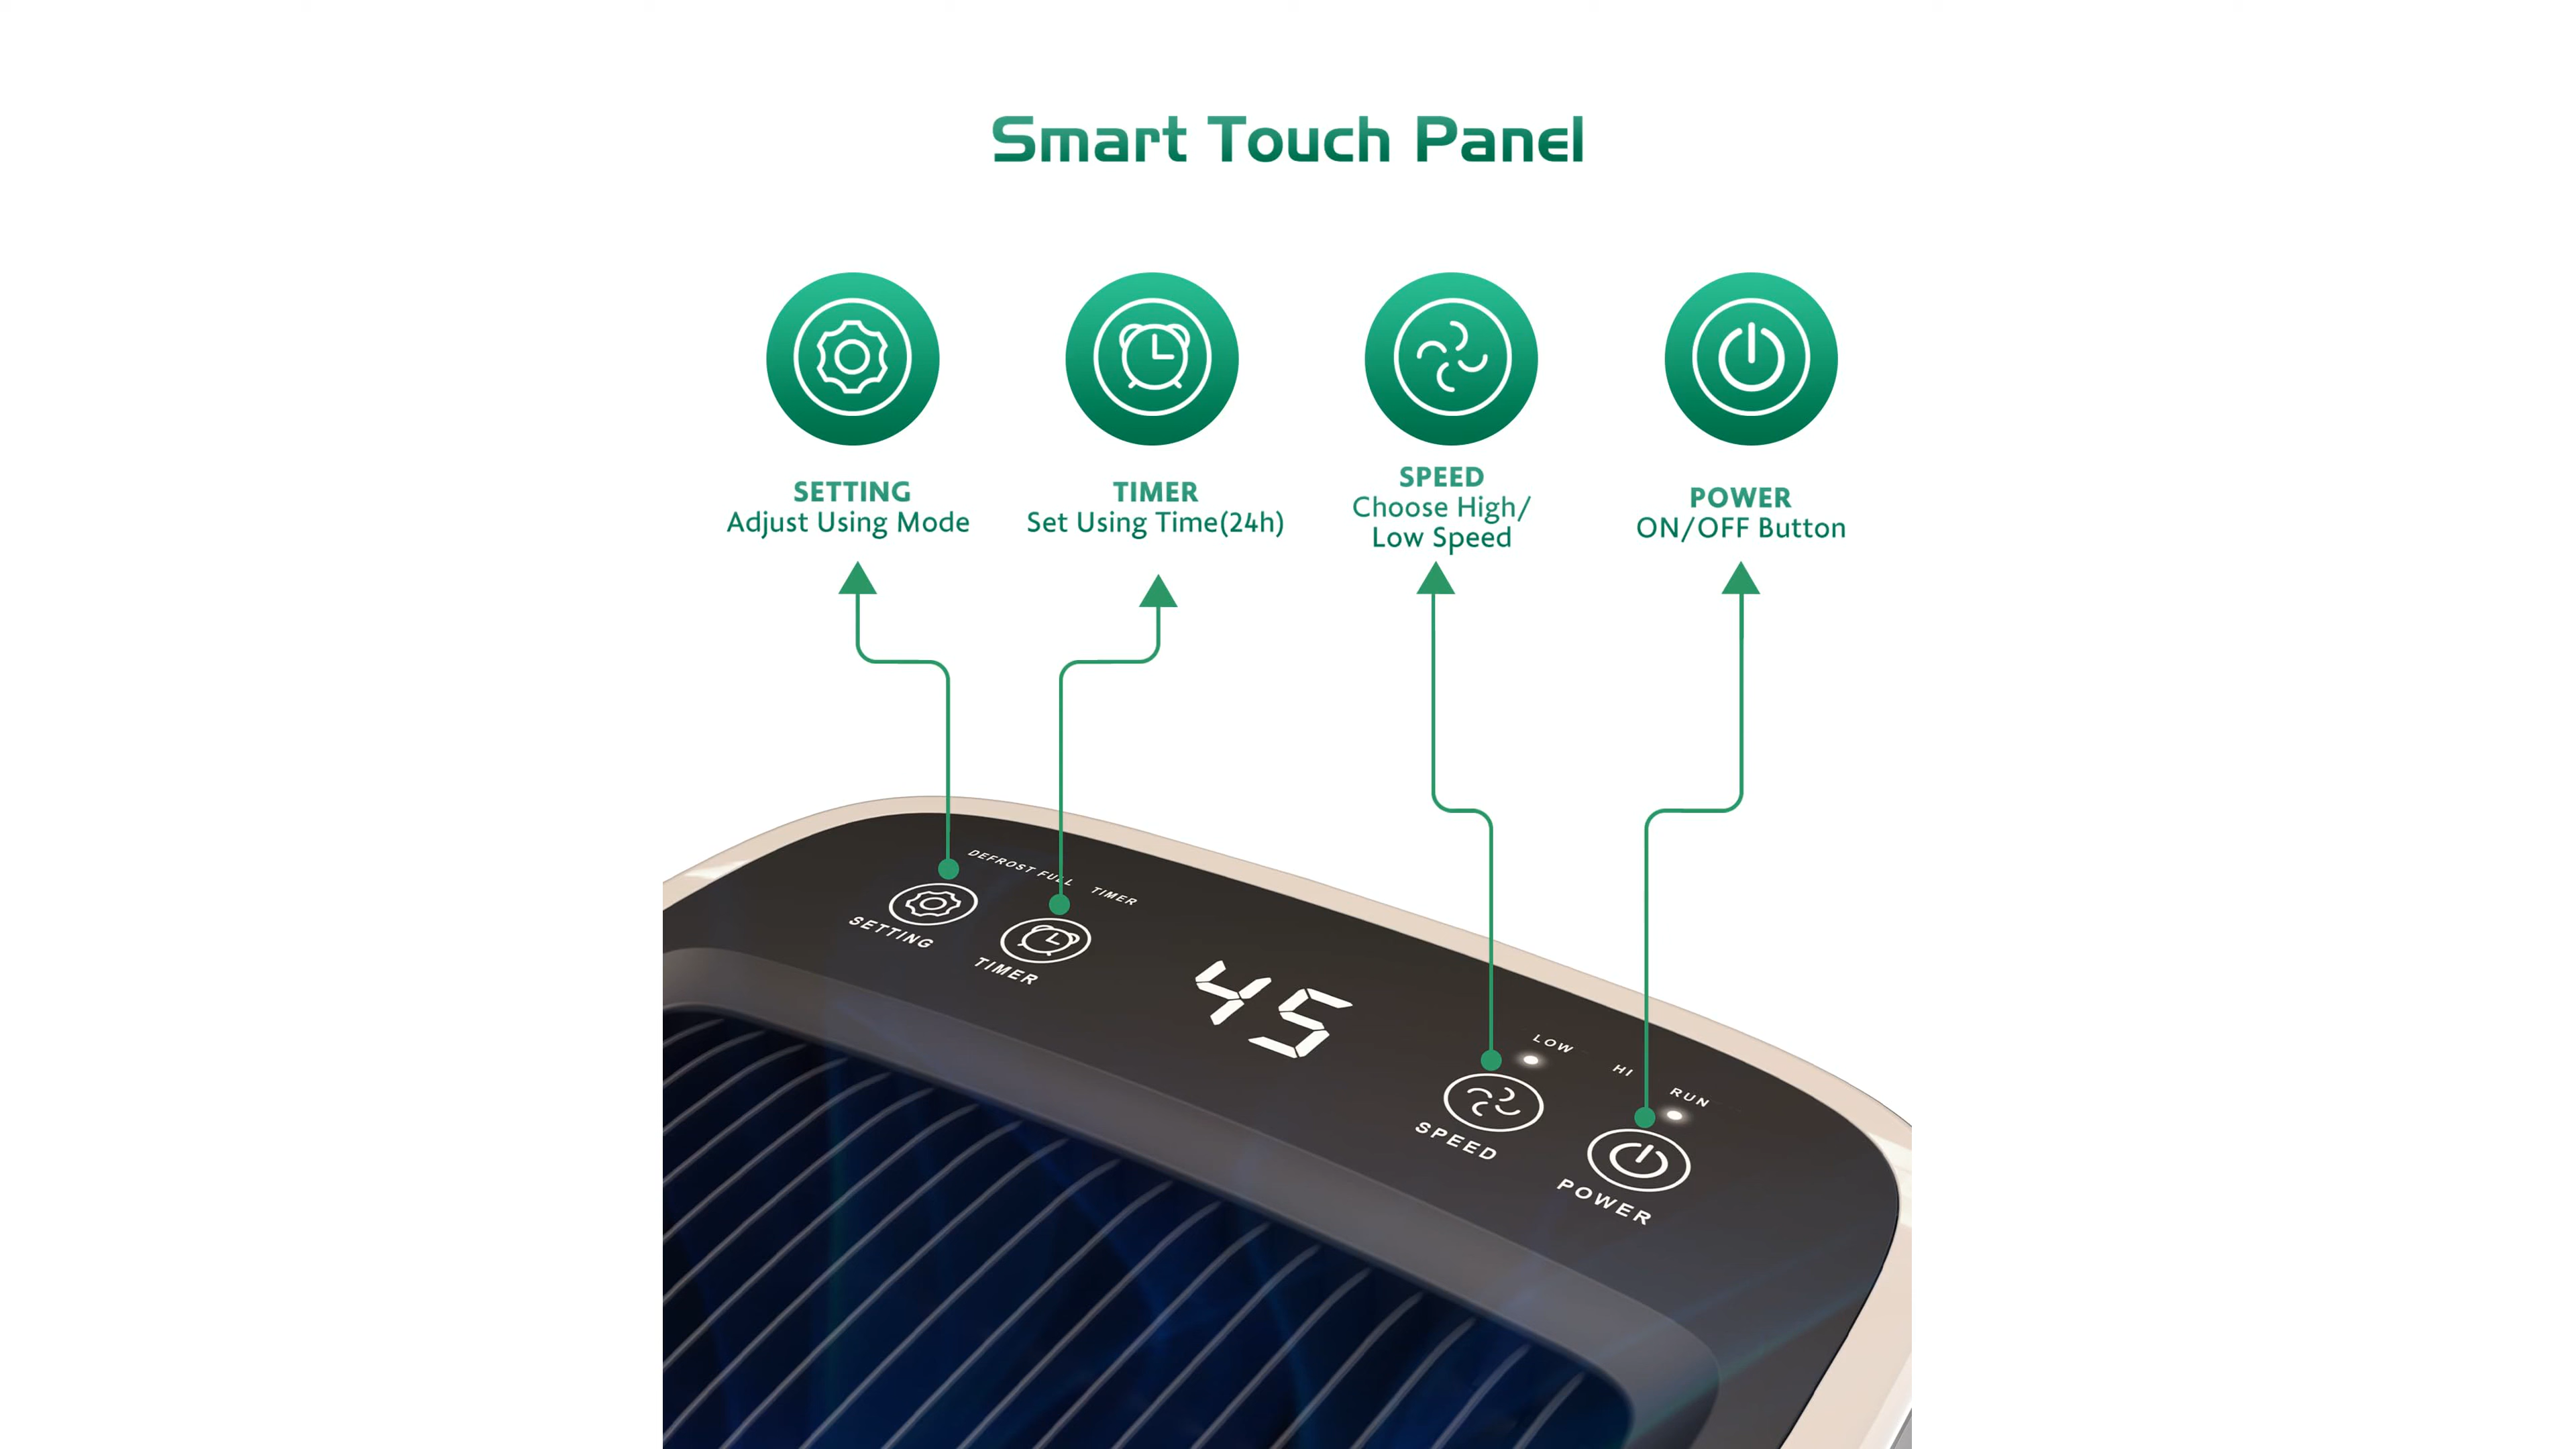 Smart Touch Panel
SETTING
Adjust Using Mode
TIMER
Set Using Time(24h)
SPEED
Choose High/
Low Speed
POWER
ON/OFF Button
DEFROST FULL TIMER
SETTING
TIMER
45
LOW HI RUN
SPEED
POWER